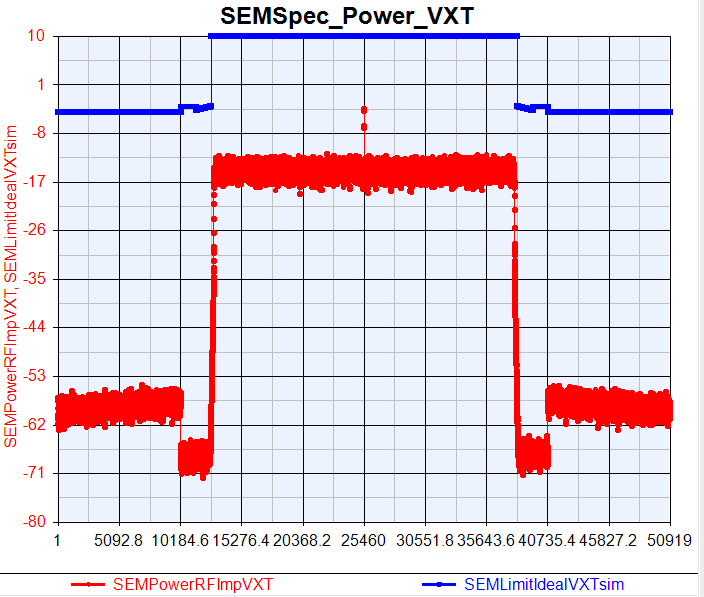 SEMSpec_Power_VXT
SEMPowerRFImpVXT, SEMLimitIdealVXTsim
10
1
-8
-17
-26
-35
-44
-53
-62
-71
-80
1 5092.8 10184.6 15276.4 20368.2 25460 30551.8 35643.6 40735.4 45827.2 50919
SEMPowerRFImpVXT SEMLimitIdealVXTsim